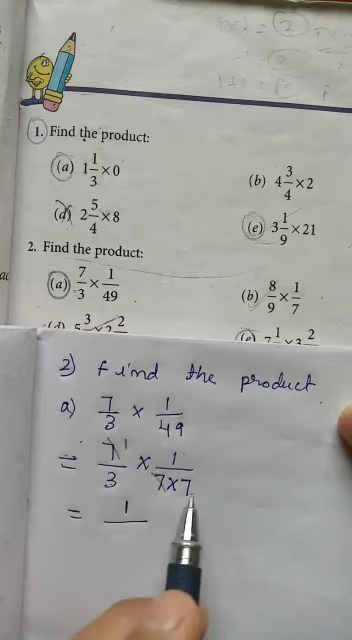 1. Find the product:
(a) 1 1/3 × 0
(b) 4 3/4 × 2
(d) 2 5/4 × 8
(e) 3 1/9 × 21
2. Find the product:
(a) 7/3 × 1/49
(b) 8/9 × 1/7
2) Find the product.
a) 7/3 × 1/49
= 7 1/3 × 1/7×7
= 1